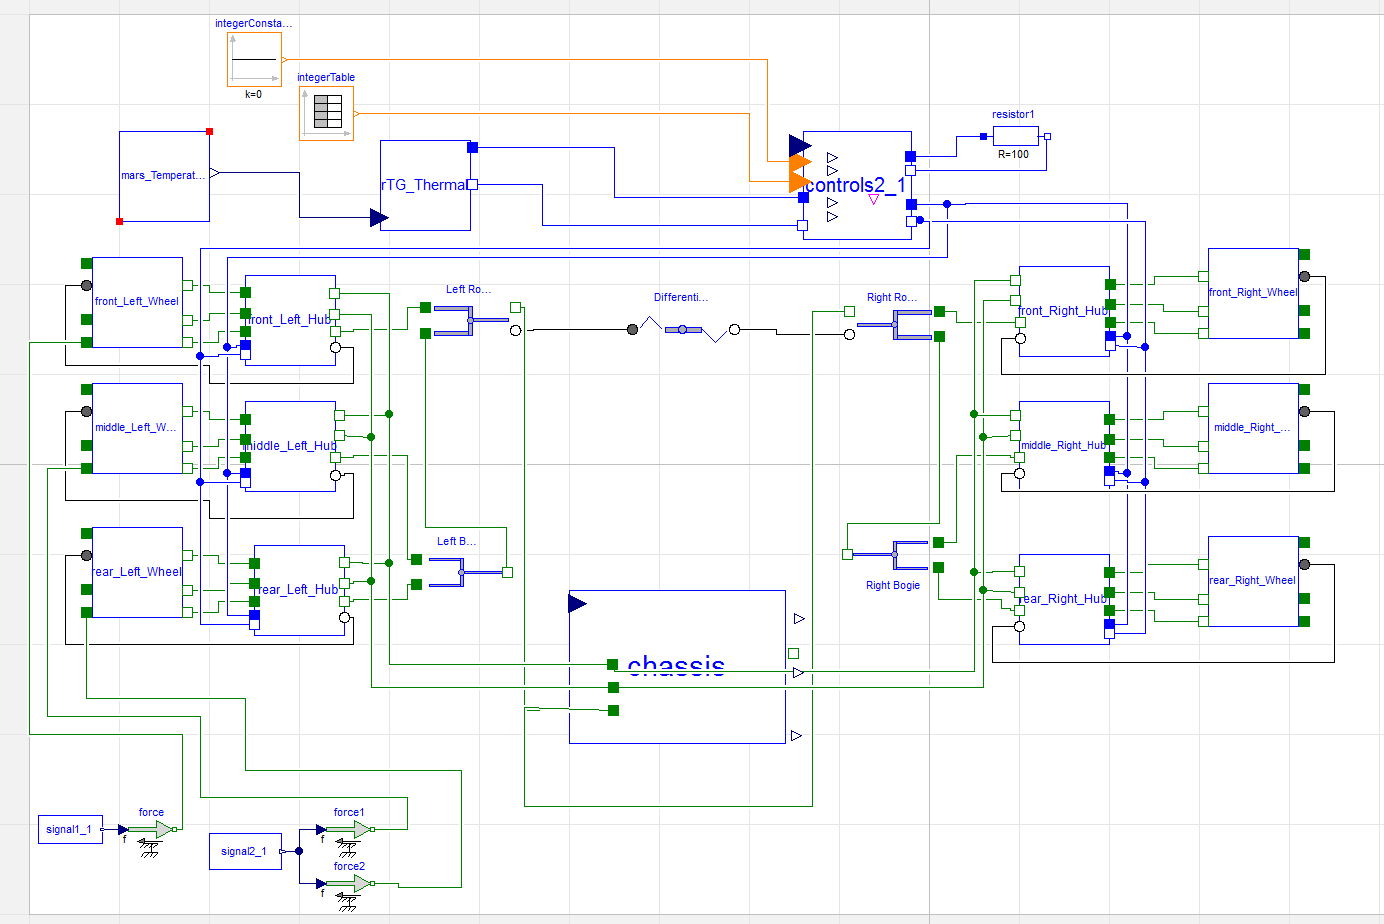 integerConsta...
k=0
integerTable
mars_Temperat...
rTG_Thermal
controls2_1
resistor1
R=100
front_Left_Wheel
front_Left_Hub
Left Ro...
Differenti...
Right Ro...
front_Right_Hub
front_Right_Wheel
middle_Left_W...
middle_Left_Hub
middle_Right_Hub
middle_Right_...
rear_Left_Wheel
rear_Left_Hub
Left B...
Right Bogie
rear_Right_Hub
rear_Right_Wheel
chassis
signal1_1
force
f
signal2_1
force1
f
force2
f